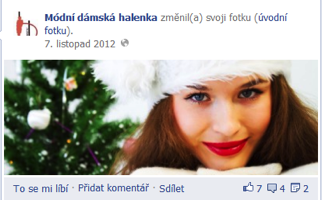 Módní dámská halenka změnil(a) svoji fotku (úvodní
fotku).
7. listopad 2012
To se mi líbí · Přidat komentář · Sdílet 7 4 2